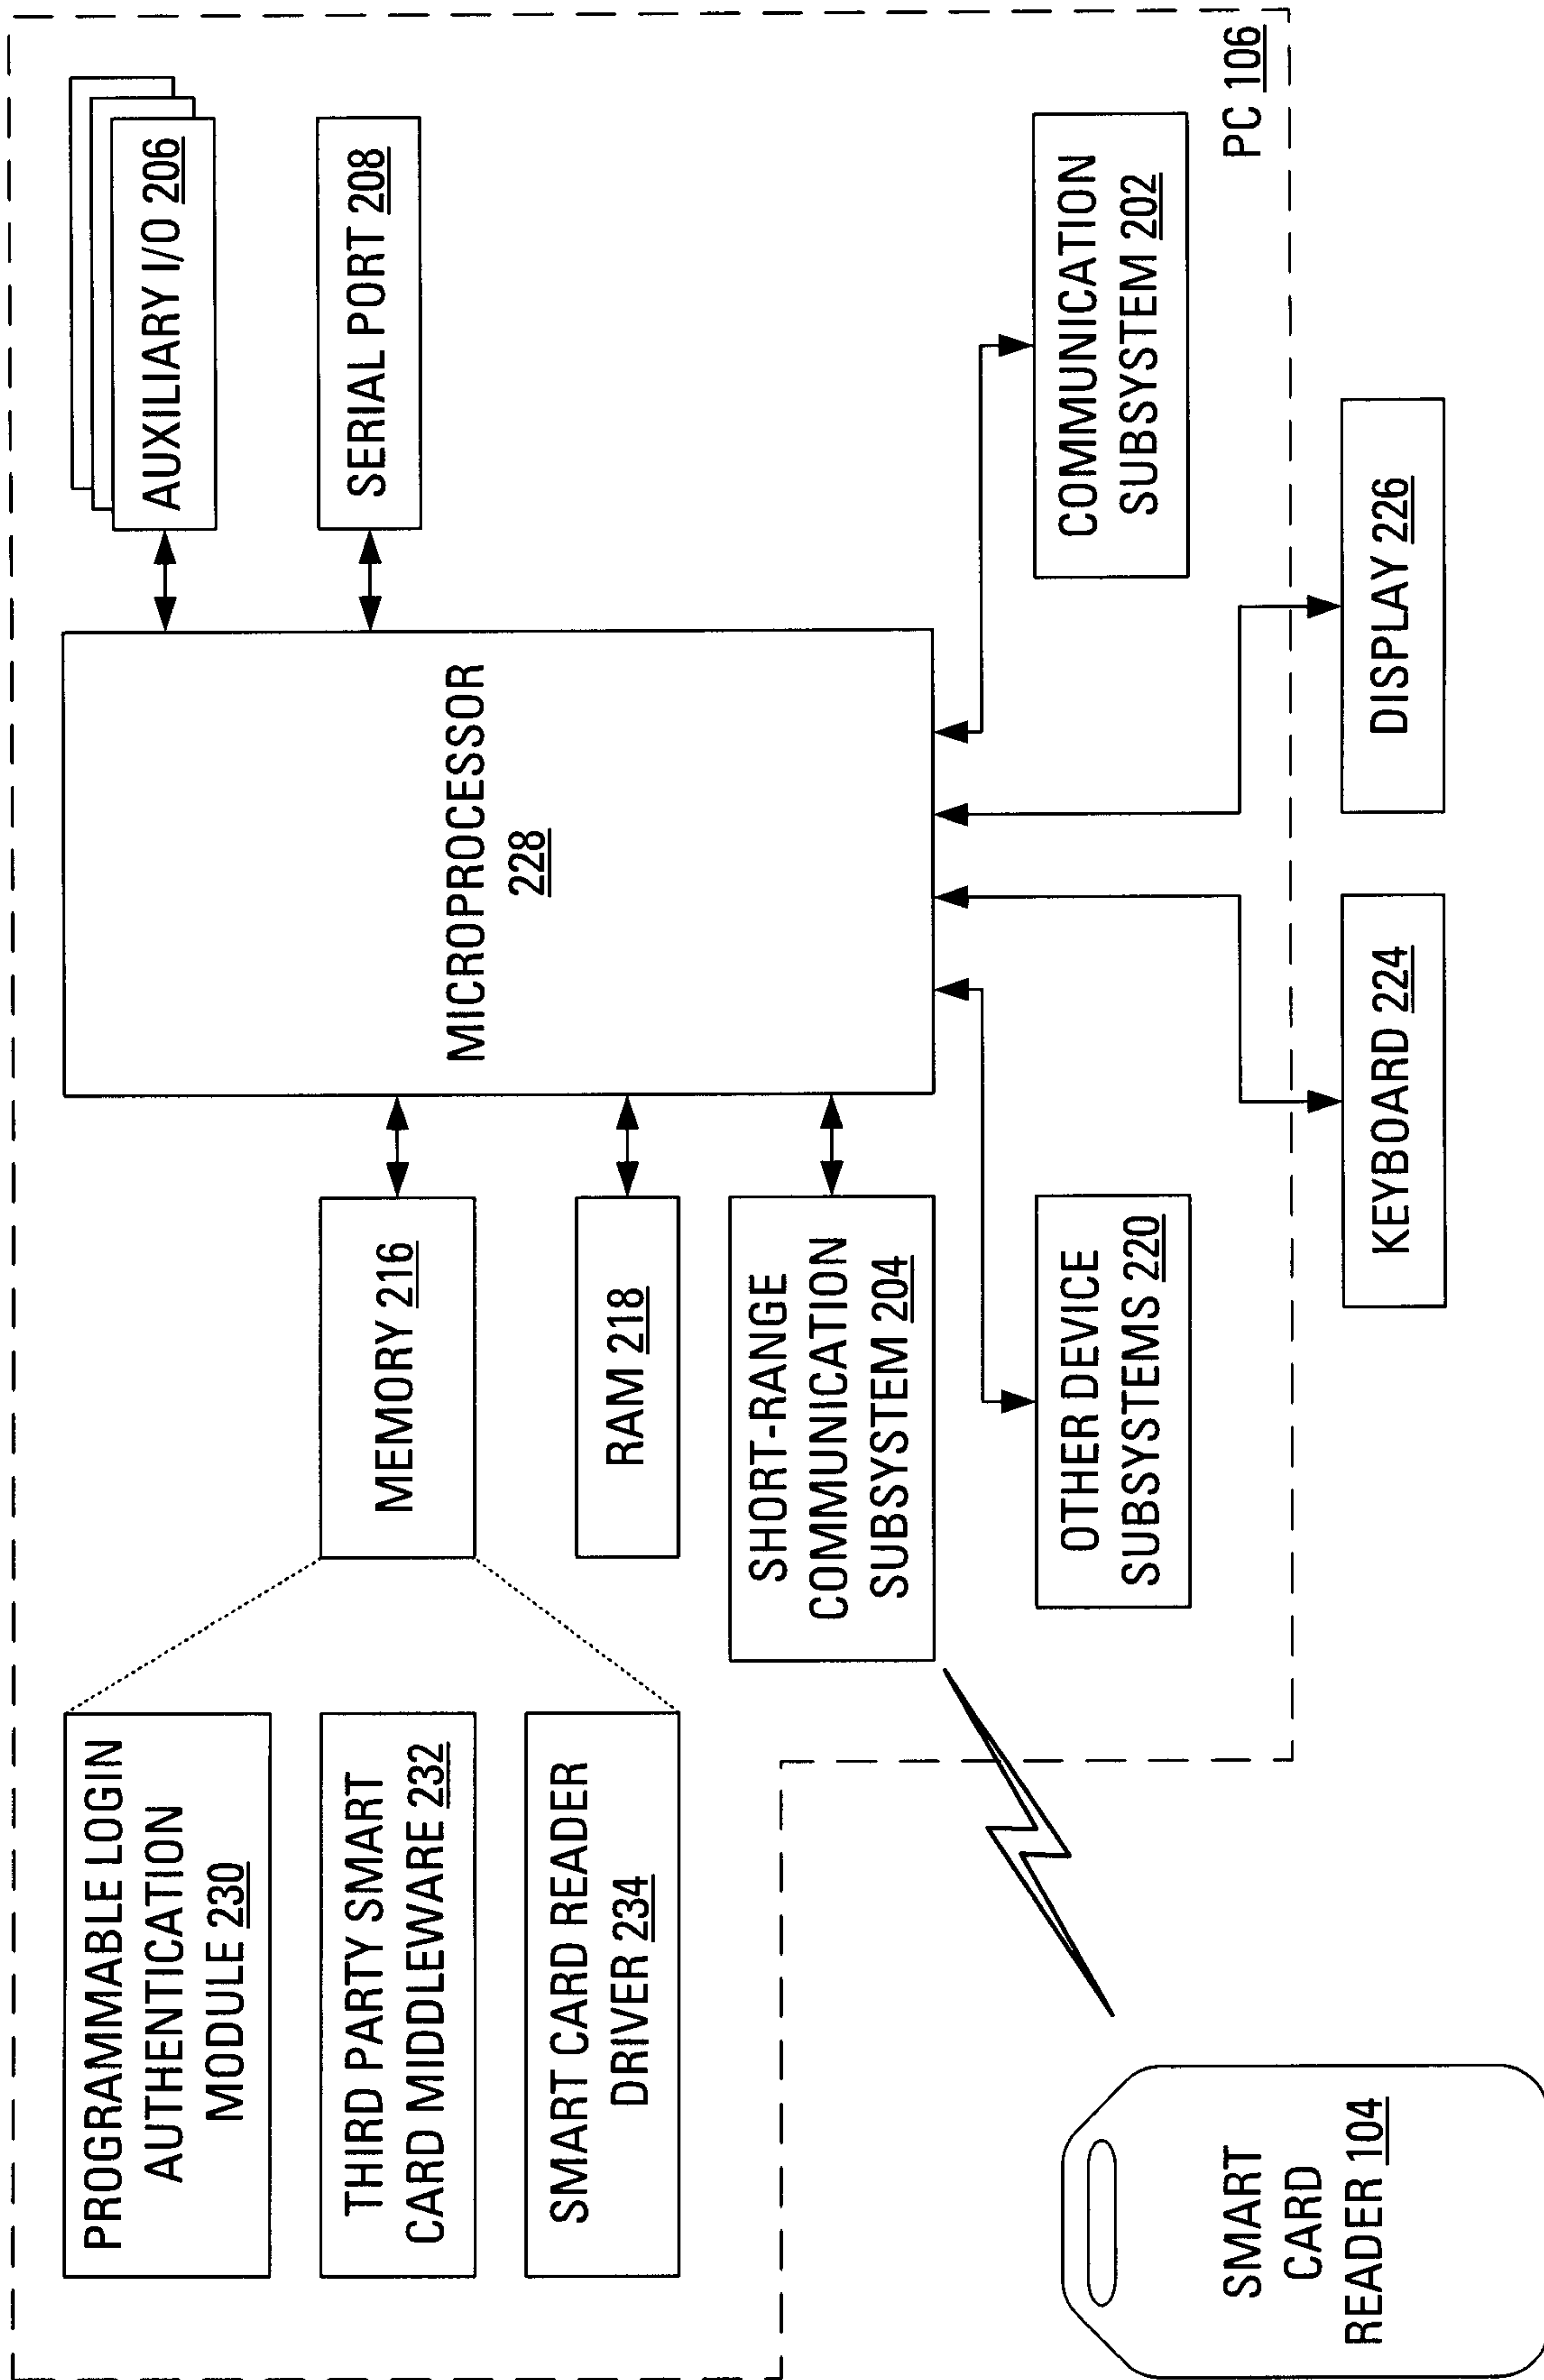 PROGRAMMABLE LOGIN
AUTHENTICATION
MODULE 230
THIRD PARTY SMART
CARD MIDDLEWARE 232
SMART CARD READER
DRIVER 234
MEMORY 216
RAM 218
SHORT-RANGE
COMMUNICATION
SUBSYSTEM 204
OTHER DEVICE
SUBSYSTEMS 220
MICROPROCESSOR
228
AUXILIARY I/O 206
SERIAL PORT 208
COMMUNICATION
SUBSYSTEM 202
PC 106
SMART
CARD
READER 104
KEYBOARD 224
DISPLAY 226